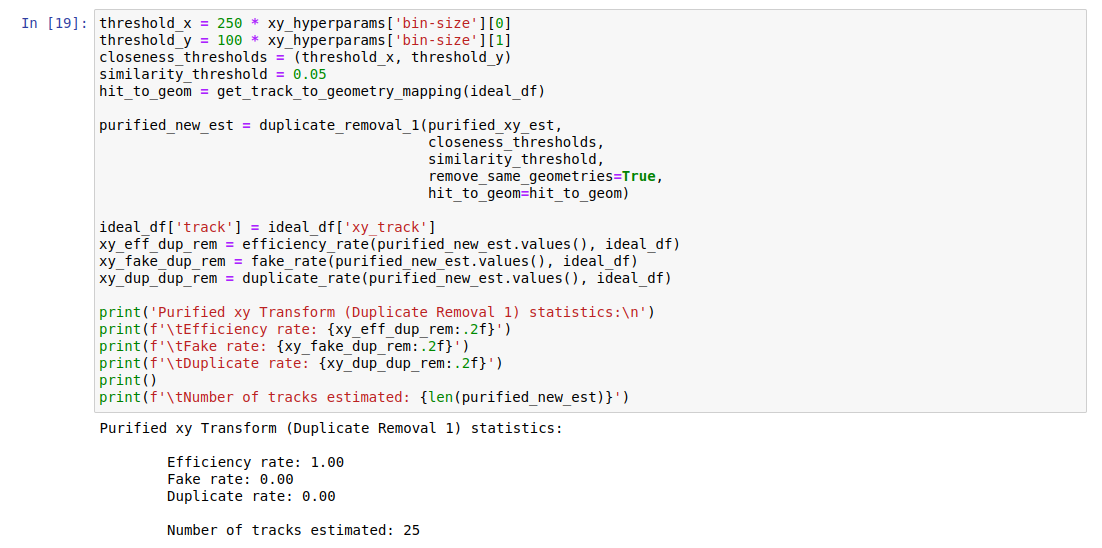 In [19]:
threshold_x = 250 * xy_hyperparams['bin-size'][0]
threshold_y = 100 * xy_hyperparams['bin-size'][1]
closeness_thresholds = (threshold_x, threshold_y)
similarity_threshold = 0.05
hit_to_geom = get_track_to_geometry_mapping(ideal_df)

purified_new_est = duplicate_removal_1(purified_xy_est,
                                       closeness_thresholds,
                                       similarity_threshold,
                                       remove_same_geometries=True,
                                       hit_to_geom=hit_to_geom)

ideal_df['track'] = ideal_df['xy_track']
xy_eff_dup_rem = efficiency_rate(purified_new_est.values(), ideal_df)
xy_fake_dup_rem = fake_rate(purified_new_est.values(), ideal_df)
xy_dup_dup_rem = duplicate_rate(purified_new_est.values(), ideal_df)

print('Purified xy Transform (Duplicate Removal 1) statistics:\n')
print(f'\tEfficiency rate: {xy_eff_dup_rem:.2f}')
print(f'\tFake rate: {xy_fake_dup_rem:.2f}')
print(f'\tDuplicate rate: {xy_dup_dup_rem:.2f}')
print()
print(f'\tNumber of tracks estimated: {len(purified_new_est)}')

Purified xy Transform (Duplicate Removal 1) statistics:

        Efficiency rate: 1.00
        Fake rate: 0.00
        Duplicate rate: 0.00

        Number of tracks estimated: 25